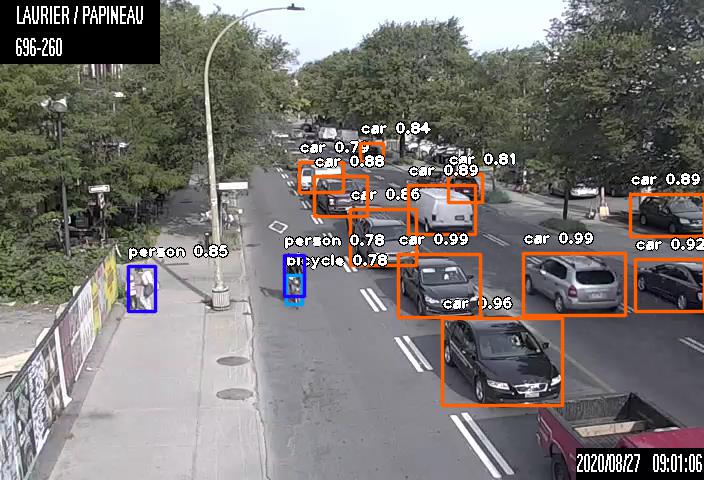 LAURIER / PAPINEAU
696-260
car 0.84
car 0.79
car 0.88
car 0.81
car 0.89
car 0.89
car 0.86
person 0.78
car 0.99
car 0.99
person 0.85
car 0.92
bicycle 0.78
car 0.96
2020/08/27 09:01:06